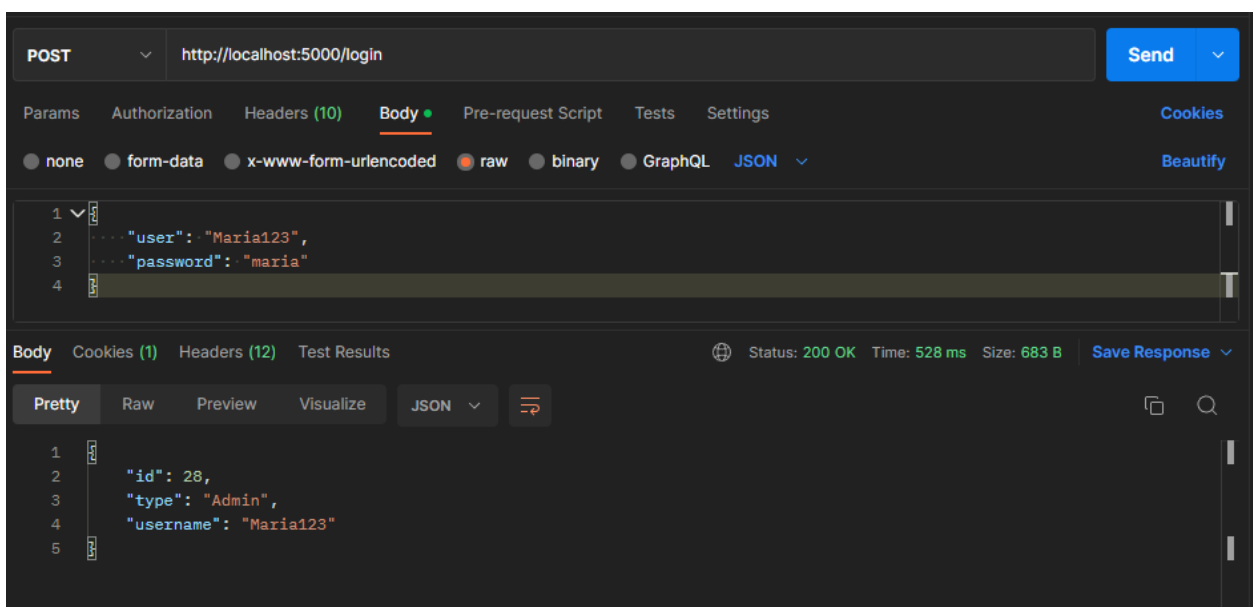 POST http://localhost:5000/login Send
Params Authorization Headers (10) Body Pre-request Script Tests Settings Cookies
none form-data x-www-form-urlencoded raw binary GraphQL JSON Beautify
1 {
2 "user": "Maria123",
3 "password": "maria"
4 }
Body Cookies (1) Headers (12) Test Results Status: 200 OK Time: 528 ms Size: 683 B Save Response
Pretty Raw Preview Visualize JSON
1 {
2 "id": 28,
3 "type": "Admin",
4 "username": "Maria123"
5 }